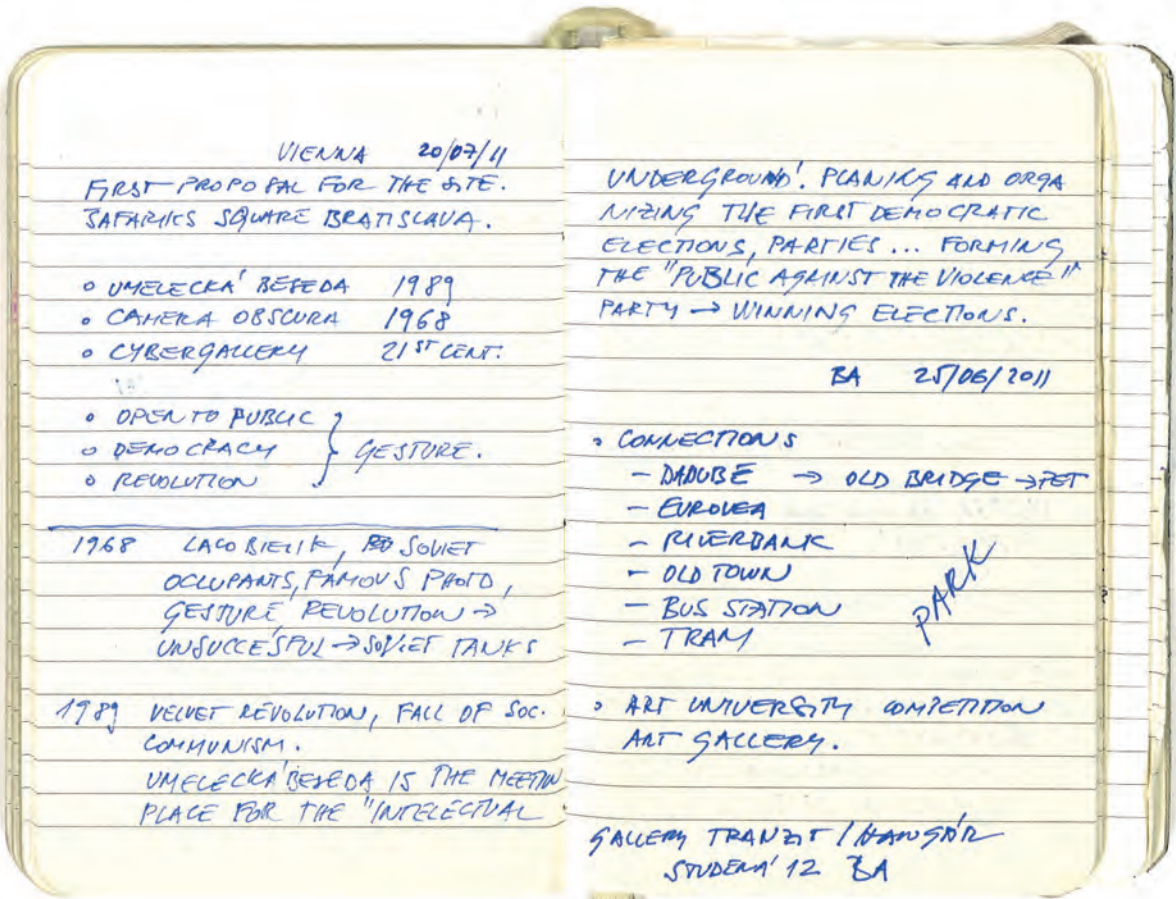 VIENNA 20/07/11
FIRST PROPOSAL FOR THE SITE.
SAFARIKS SQUARE BRATISLAVA.
• UMELECKÁ BESEDA 1989
• CAMERA OBSCURA 1968
• CYBERGALLERY 21ST CENT.
• OPEN TO PUBLIC
• DEMOCRACY } GESTURE.
• REVOLUTION
1968 LACO BIELIK, SOVIET
OCCUPANTS, FAMOUS PHOTO,
GESTURE, REVOLUTION →
UNSUCCESFUL → SOVIET TANKS
1989 VELVET REVOLUTION, FALL OF SOC.
COMMUNISM.
UMELECKÁ BESEDA IS THE MEETIN
PLACE FOR THE "INTELECTUAL
UNDERGROUND'. PLANING AND ORGA
NIZING THE FIRST DEMOCRATIC
ELECTIONS, PARTIES... FORMING
THE "PUBLIC AGAINST THE VIOLENCE"
PARTY → WINNING ELECTIONS.
BA 25/06/2011
• CONNECTIONS
– DADUBE → OLD BRIDGE → PET
– EUROVEA
– RIVERBANK
– OLD TOWN
– BUS STATION
– TRAM
PARK
• ART UNIVERSITY COMPETITION
ART GALLERY.
GALLERY TRANZIT / HANGÁR
STUDENÁ 12 BA